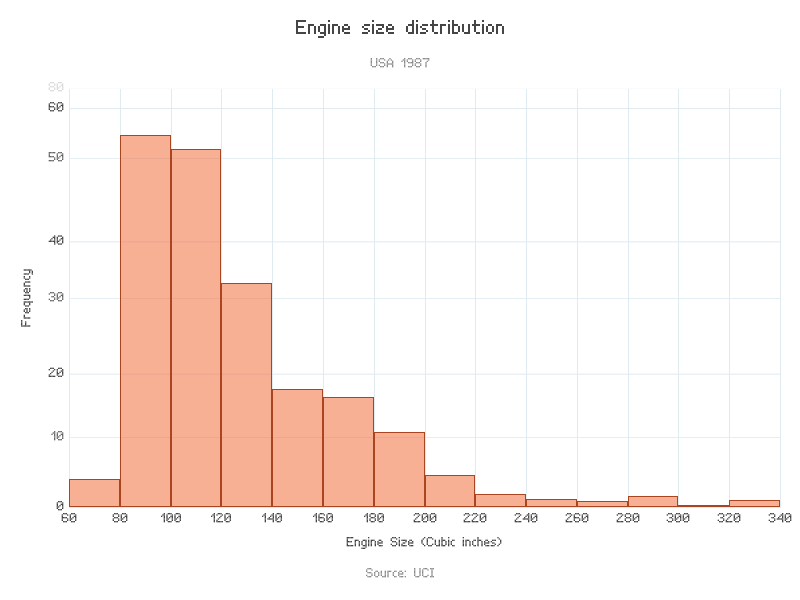 Engine size distribution
USA 1987
80
60
50
40
30
20
10
0
Frequency
60 80 100 120 140 160 180 200 220 240 260 280 300 320 340
Engine Size (Cubic inches)
Source: UCI